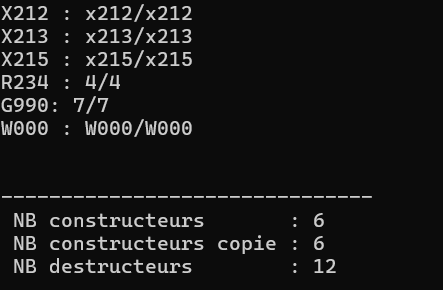 X212 : x212/x212
X213 : x213/x213
X215 : x215/x215
R234 : 4/4
G990: 7/7
W000 : W000/W000
-------------------------------
NB constructeurs : 6
NB constructeurs copie : 6
NB destructeurs : 12